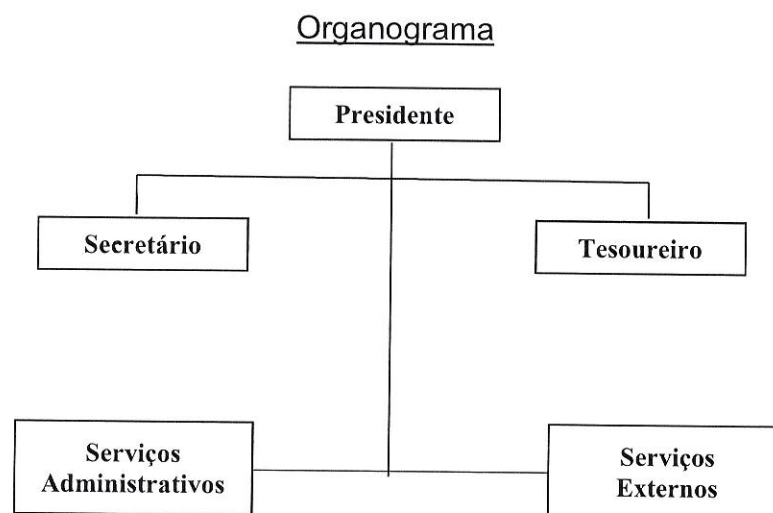 Organograma
Presidente
Secretário
Tesoureiro
Serviços
Administrativos
Serviços
Externos